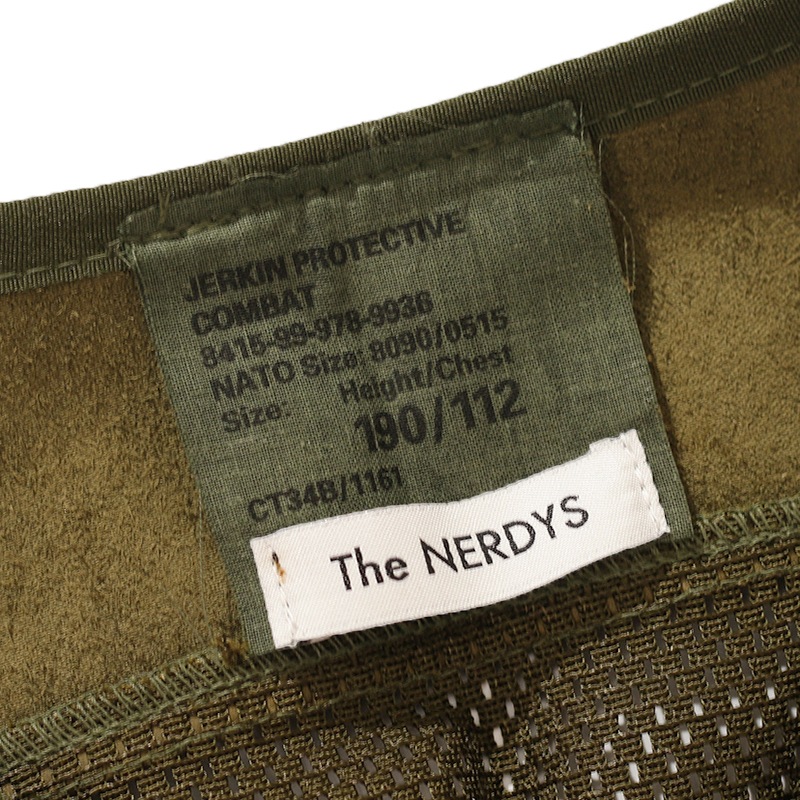 JERKIN PROTECTIVE
COMBAT
8415-99-978-9936
NATO Size: 8090/0515
Size: Height/Chest
190/112
CT34B/1161
The NERDYS